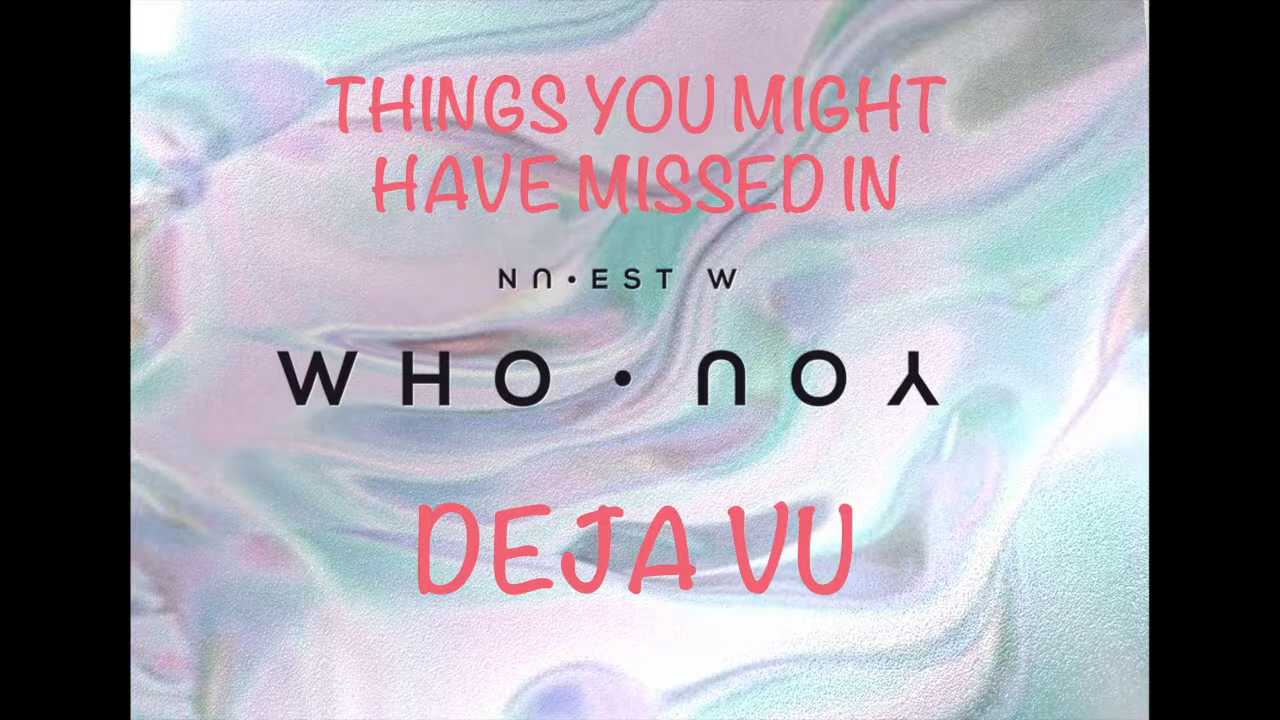 THINGS YOU MIGHT
HAVE MISSED IN
NU•EST W
WHO • YOU
DEJA VU